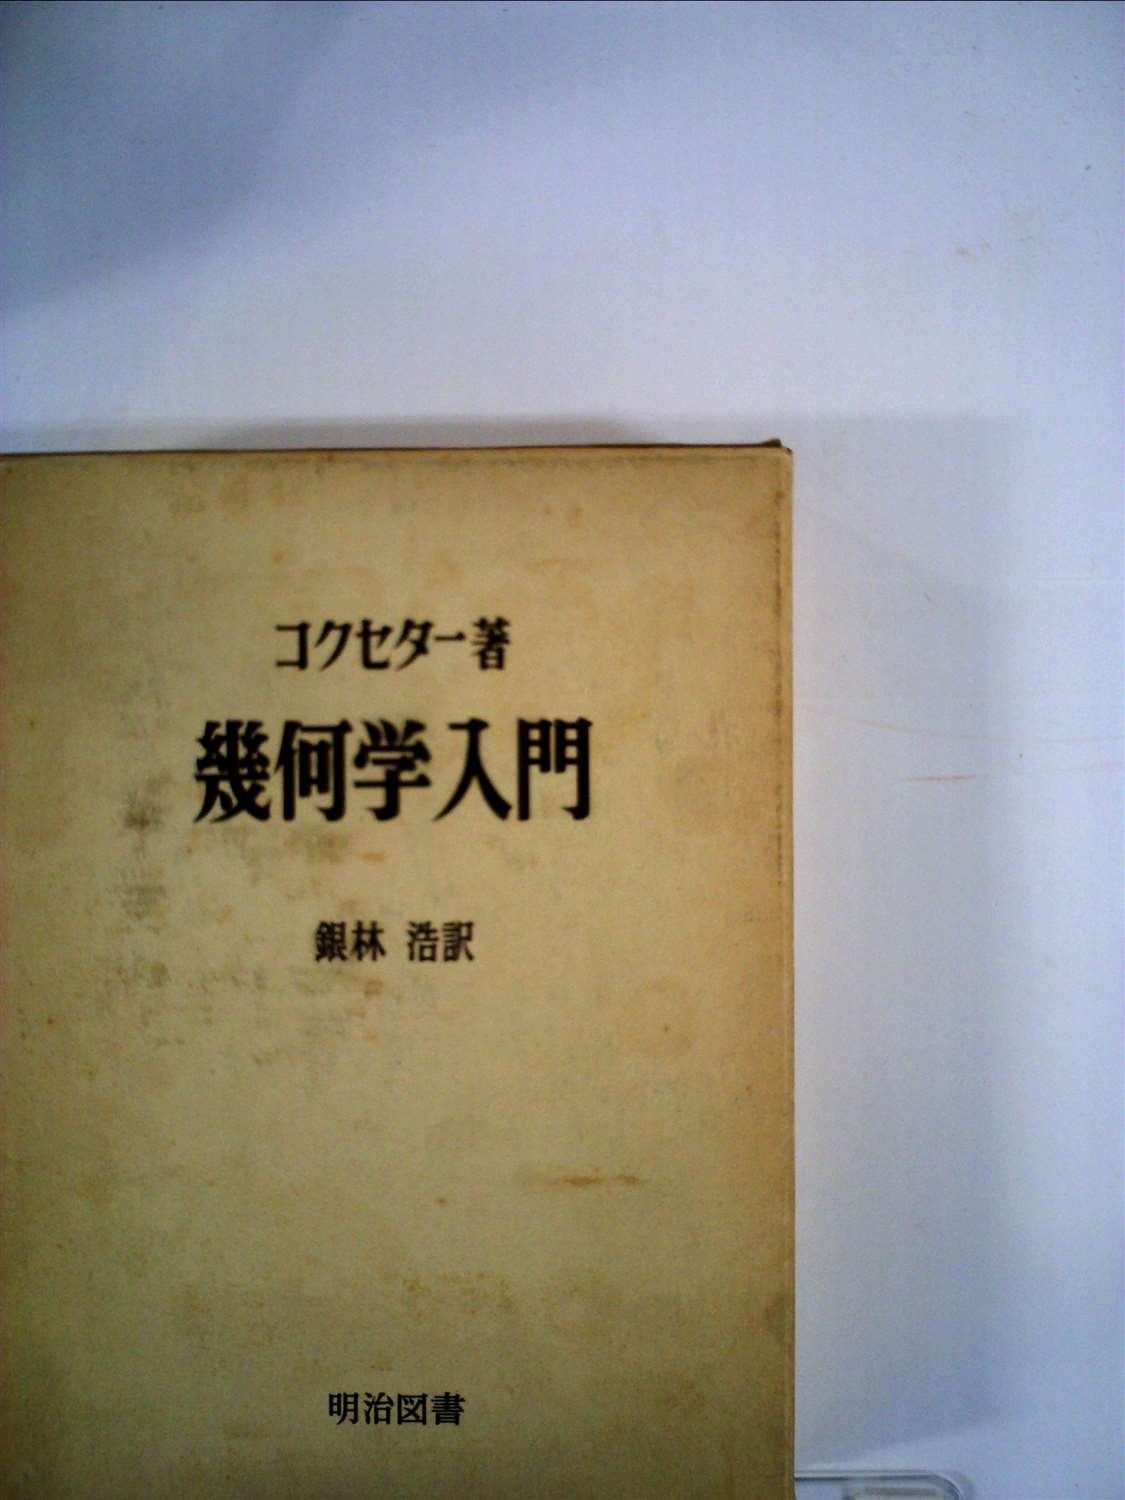 コクセター著
幾何学入門
銀林 浩訳
明治図書